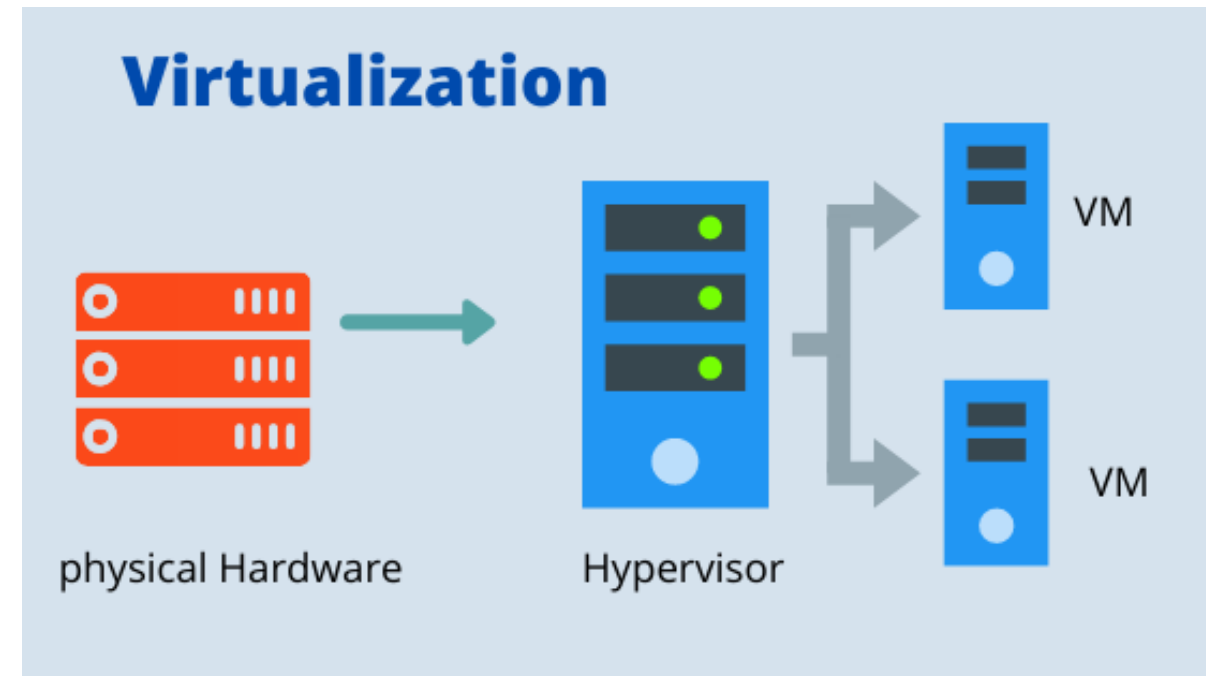 Virtualization
VM
VM
physical Hardware
Hypervisor